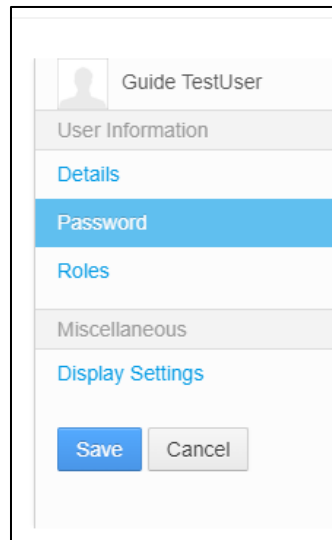 Guide TestUser
User Information
Details
Password
Roles
Miscellaneous
Display Settings
Save Cancel